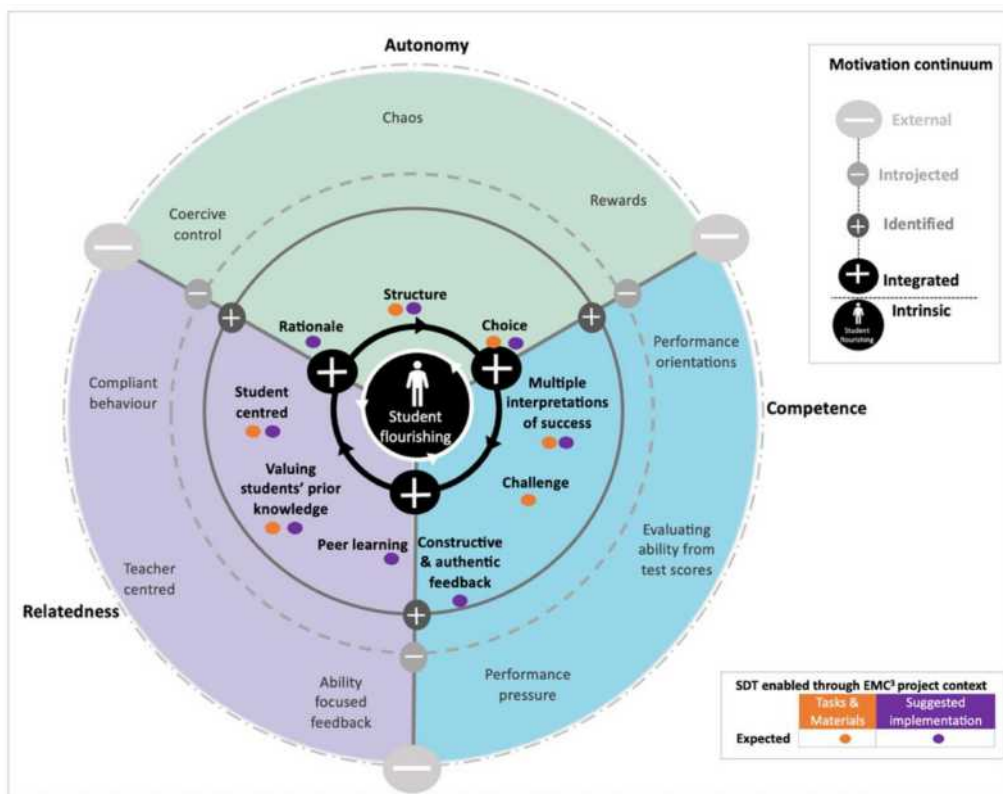 Autonomy
Motivation continuum
External
Introjected
Identified
Integrated
Intrinsic
Student
flourishing
Chaos
Rewards
Coercive
control
Structure
Rationale
Choice
Compliant
behaviour
Performance
orientations
Student
centred
Student
flourishing
Multiple
interpretations
of success
Competence
Valuing
students' prior
knowledge
Challenge
Peer learning
Constructive
& authentic
feedback
Evaluating
ability from
test scores
Teacher
centred
Relatedness
Ability
focused
feedback
Performance
pressure
SDT enabled through EMC³ project context
Tasks &
Materials
Suggested
implementation
Expected